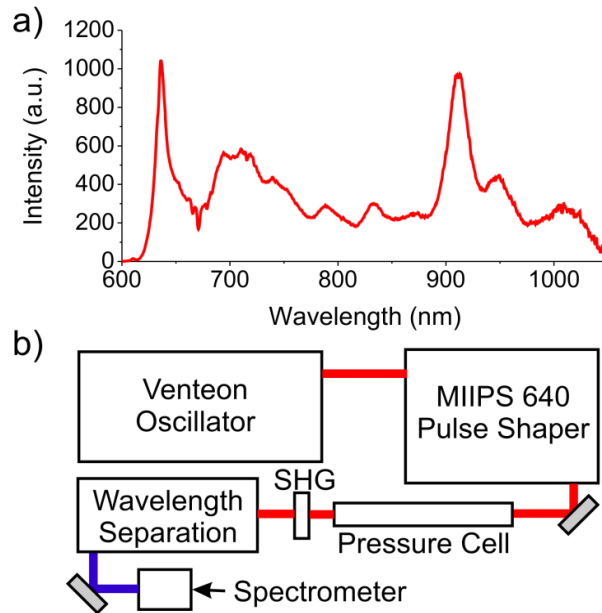 a)
1200
1000
800
600
400
200
0
Intensity (a.u.)
600 700 800 900 1000
Wavelength (nm)
b)
Venteon
Oscillator
MIIPS 640
Pulse Shaper
SHG
Wavelength
Separation
Pressure Cell
Spectrometer